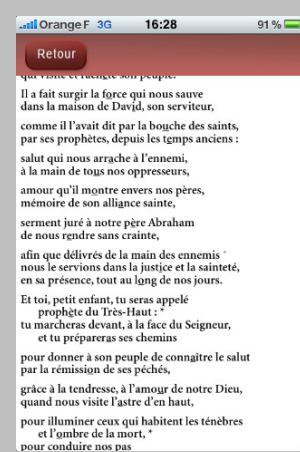 Orange F 3G 16:28 91 %
Retour
qui visite et rachète son peuple.
Il a fait surgir la force qui nous sauve
dans la maison de David, son serviteur,
comme il l'avait dit par la bouche des saints,
par ses prophètes, depuis les temps anciens :
salut qui nous arrache à l'ennemi,
à la main de tous nos oppresseurs,
amour qu'il montre envers nos pères,
mémoire de son alliance sainte,
serment juré à notre père Abraham
de nous rendre sans crainte,
afin que délivrés de la main des ennemis *
nous le servions dans la justice et la sainteté,
en sa présence, tout au long de nos jours.
Et toi, petit enfant, tu seras appelé
prophète du Très-Haut : *
tu marcheras devant, à la face du Seigneur,
et tu prépareras ses chemins
pour donner à son peuple de connaître le salut
par la rémission de ses péchés,
grâce à la tendresse, à l'amour de notre Dieu,
quand nous visite l'astre d'en haut,
pour illuminer ceux qui habitent les ténèbres
et l'ombre de la mort, *
pour conduire nos pas